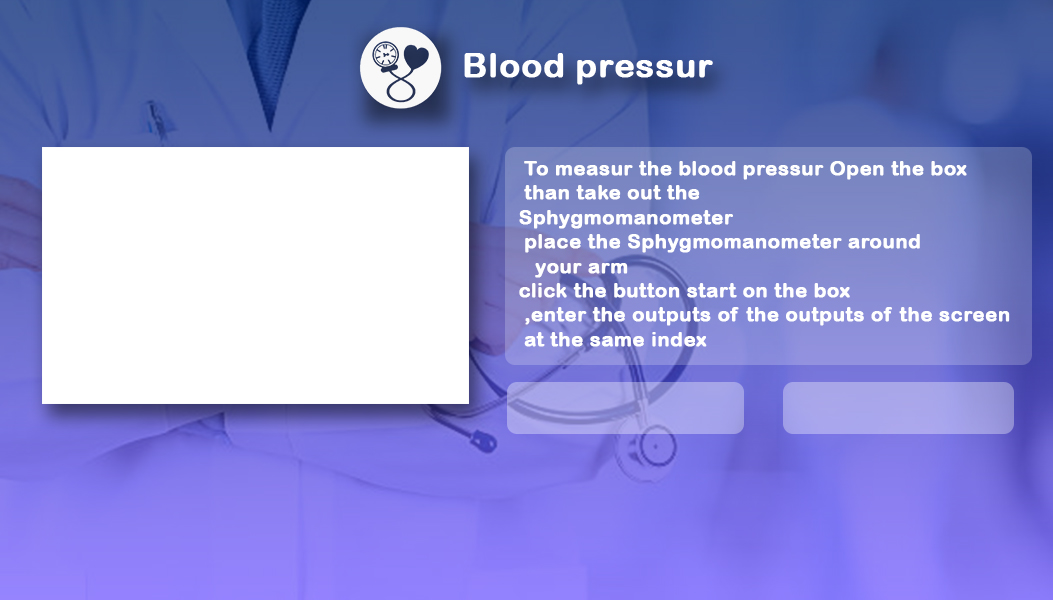 Blood pressur
To measur the blood pressur Open the box
than take out the
Sphygmomanometer
place the Sphygmomanometer around
your arm
click the button start on the box
,enter the outputs of the outputs of the screen
at the same index